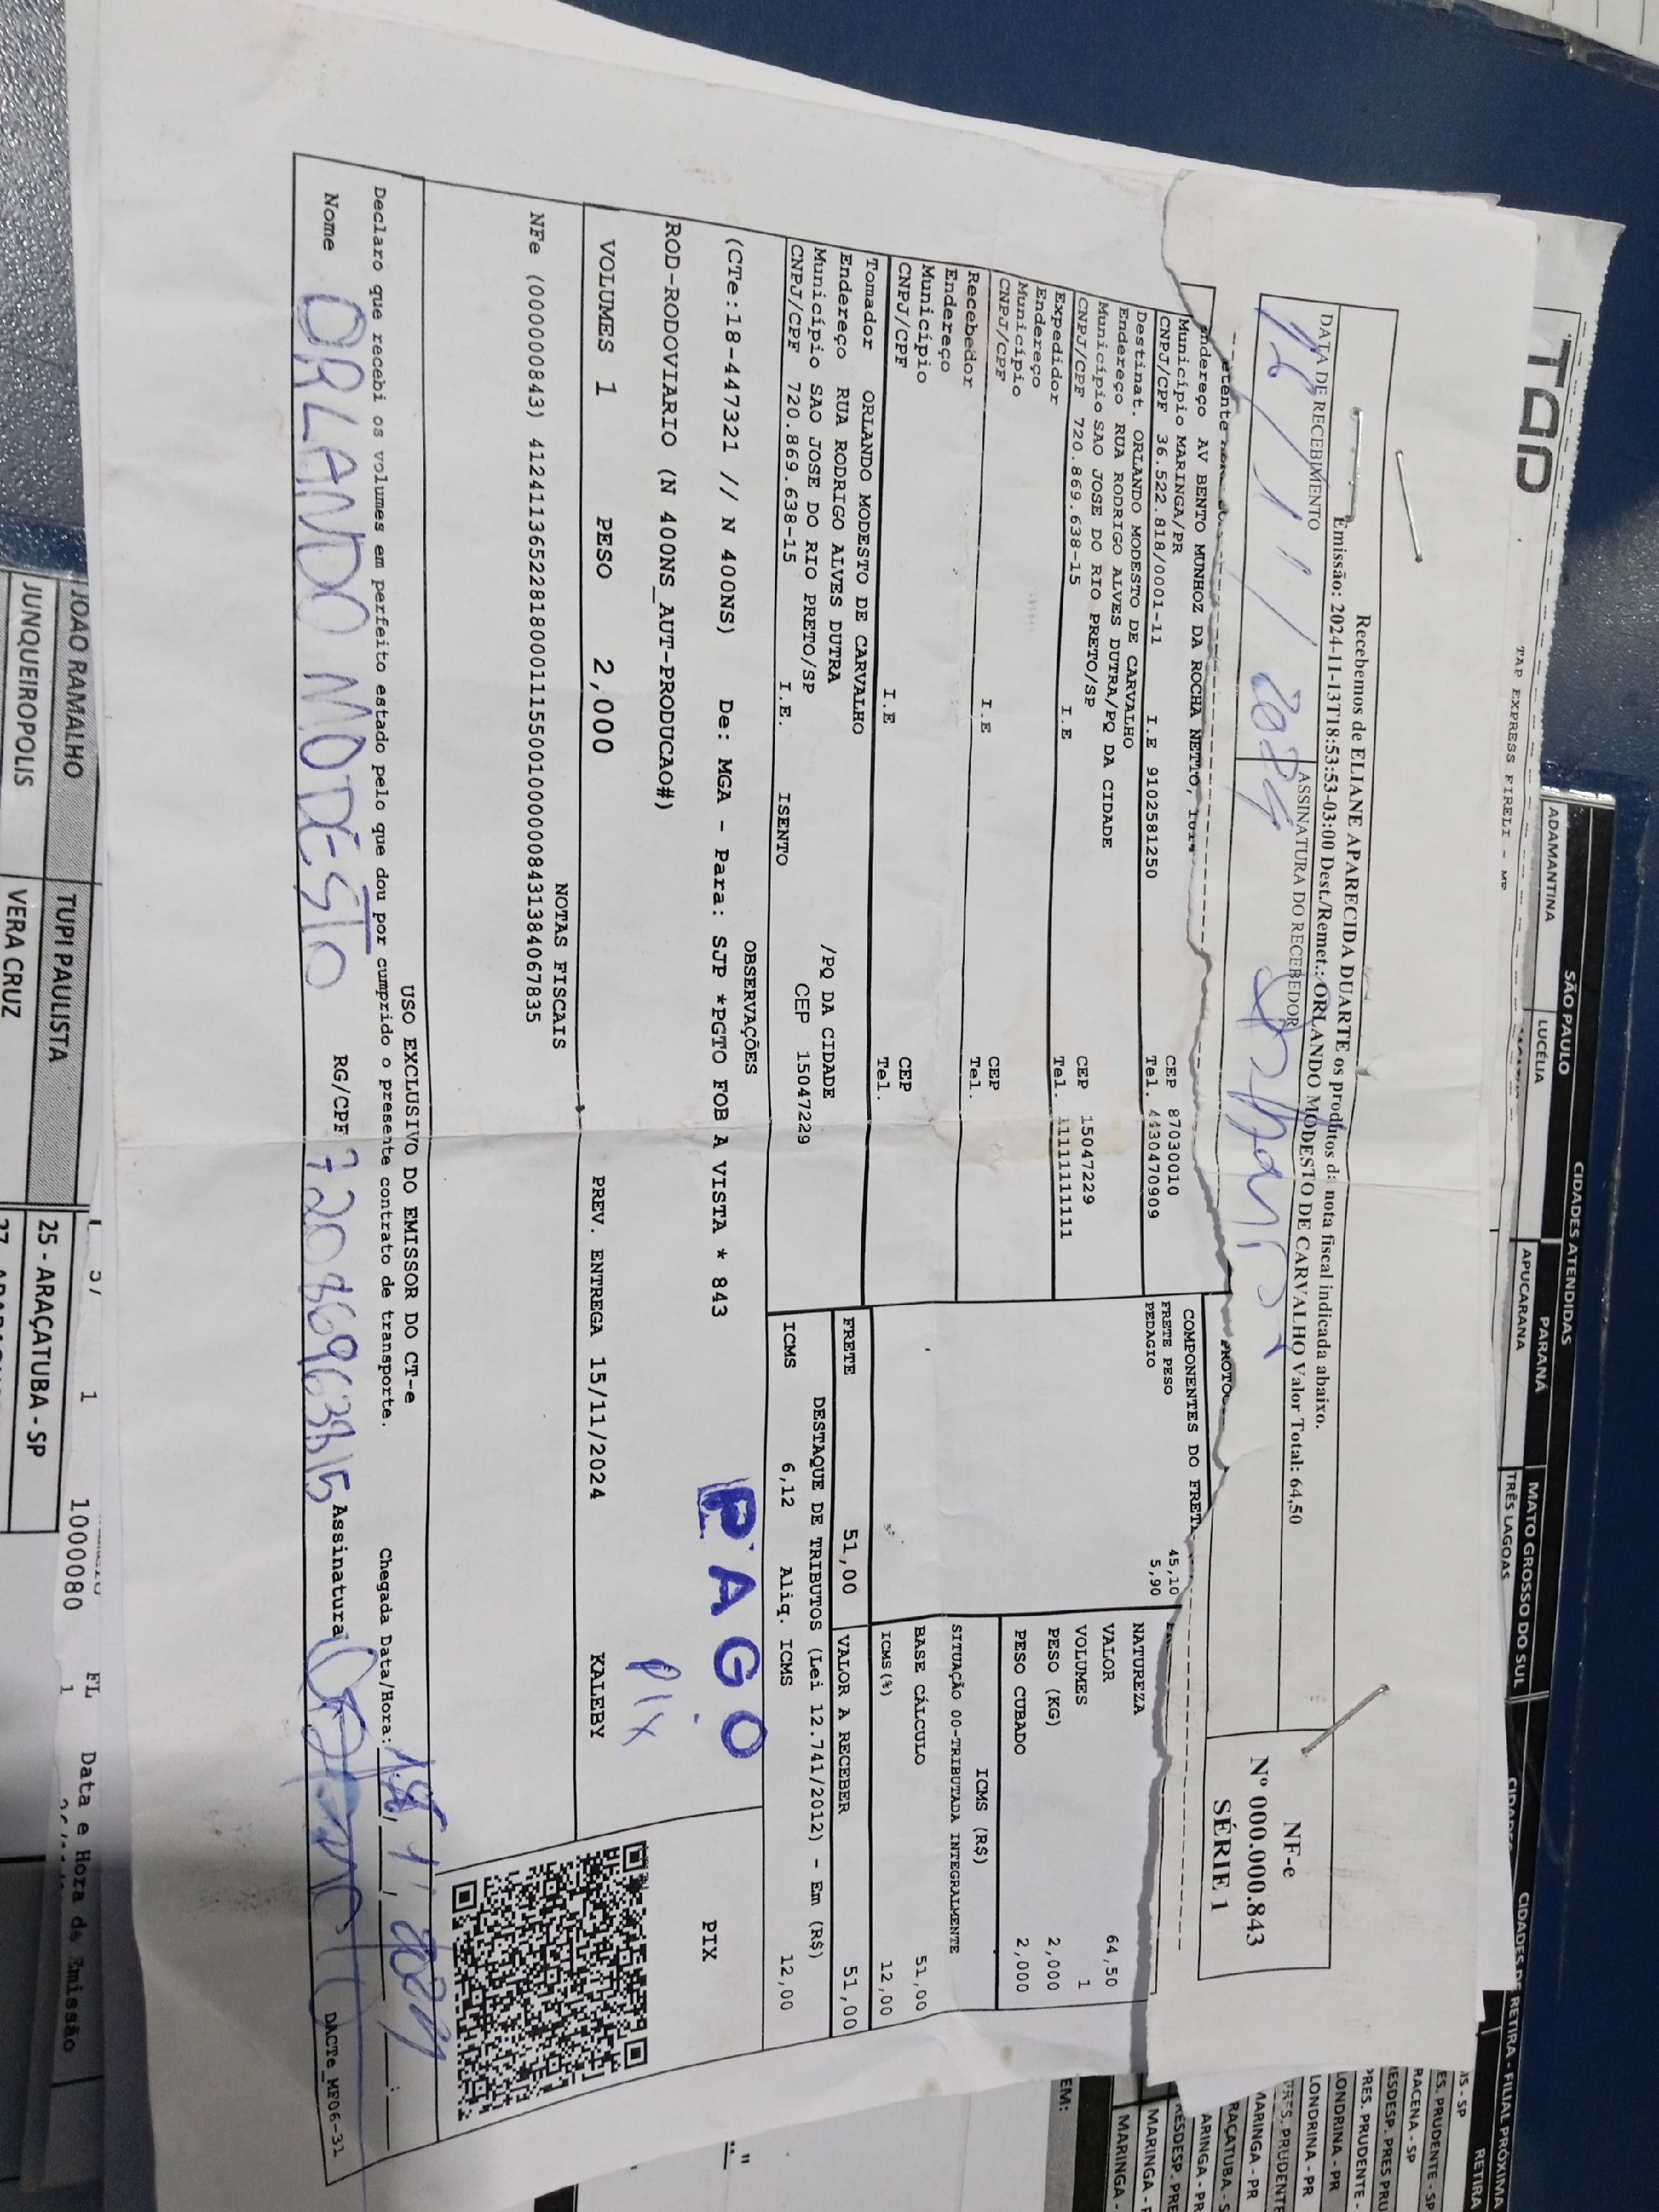 TAP
TAP EXPRESS EIRELI - ME
SÃO PAULO
CIDADES ATENDIDAS
PARANÁ
MATO GROSSO DO SUL
ADAMANTINA
LUCÉLIA
APUCARANA
TRÊS LAGOAS
RETIRA - FILIAL PRÓXIMA
RETIRA
Recebemos de ELIANE APARECIDA DUARTE os produtos da nota fiscal indicada abaixo.
Emissão: 2024-11-13T18:53:53-03:00 Dest./Remet.: ORLANDO MODESTO DE CARVALHO Valor Total: 64,50
DATA DE RECEBIMENTO
ASSINATURA DO RECEBEDOR
NF-e
Nº 000.000.843
SÉRIE 1
Endereço AV BENTO MUNHOZ DA ROCHA NETTO,
Município MARINGA/PR CEP 87030010
CNPJ/CPF 36.522.818/0001-11 I.E 9102581250 Tel. 4430470909
Destinat. ORLANDO MODESTO DE CARVALHO
Endereço RUA RODRIGO ALVES DUTRA/PQ DA CIDADE
Município SAO JOSE DO RIO PRETO/SP CEP 15047229
CNPJ/CPF 720.869.638-15 I.E Tel. 11111111111
Expedidor
Endereço
Município CEP
CNPJ/CPF I.E Tel.
Recebedor
Endereço
Município CEP
CNPJ/CPF I.E Tel.
COMPONENTES DO FRETE
FRETE PESO 45,10
PEDAGIO 5,90
NATUREZA
VALOR 64,50
VOLUMES 1
PESO (KG) 2,000
PESO CUBADO 2,000
ICMS (R$)
SITUAÇÃO 00-TRIBUTADA INTEGRALMENTE
BASE CÁLCULO 51,00
ICMS(%) 12,00
Tomador ORLANDO MODESTO DE CARVALHO
Endereço RUA RODRIGO ALVES DUTRA /PQ DA CIDADE
Município SAO JOSE DO RIO PRETO/SP CEP 15047229
CNPJ/CPF 720.869.638-15 I.E. ISENTO
FRETE 51,00 VALOR A RECEBER 51,00
DESTAQUE DE TRIBUTOS (Lei 12.741/2012) - Em (R$)
ICMS 6,12 Aliq. ICMS 12,00
OBSERVAÇÕES
(CTe:18-447321 // N 400NS) De: MGA - Para: SJP *PGTO FOB A VISTA * 843
PAGO
PIX
ROD-RODOVIARIO (N 400NS_AUT-PRODUCAO#)
PIX
VOLUMES 1 PESO 2,000 PREV. ENTREGA 15/11/2024 KALEBY
NOTAS FISCAIS
NFe (000000843) 41241136522818000111550010000008431384067835
USO EXCLUSIVO DO EMISSOR DO CT-e
Declaro que recebi os volumes em perfeito estado pelo que dou por cumprido o presente contrato de transporte. Chegada Data/Hora:
Nome ORLANDO MODESTO RG/CPF 72086963815 Assinatura
DACTe_MF06-31
JOAO RAMALHO
TUPI PAULISTA
JUNQUEIROPOLIS
VERA CRUZ
25 - ARAÇATUBA - SP
1
1000080
FL
1
Data e Hora de Emissão